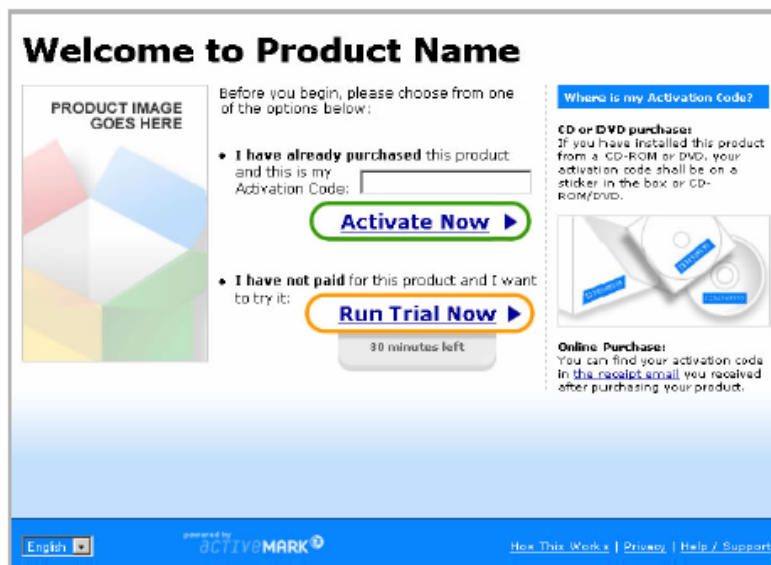 Welcome to Product Name
PRODUCT IMAGE
GOES HERE
Before you begin, please choose from one
of the options below:
• I have already purchased this product
and this is my
Activation Code:
Activate Now
• I have not paid for this product and I want
to try it:
Run Trial Now
30 minutes left
Where is my Activation Code?
CD or DVD purchase:
If you have installed this product
from a CD-ROM or DVD, your
activation code shall be on a
sticker in the box or CD-
ROM/DVD.
Online Purchase:
You can find your activation code
in the receipt email you received
after purchasing your product.
English
powered by
ACTIVEMARK
How This Works | Privacy | Help / Support